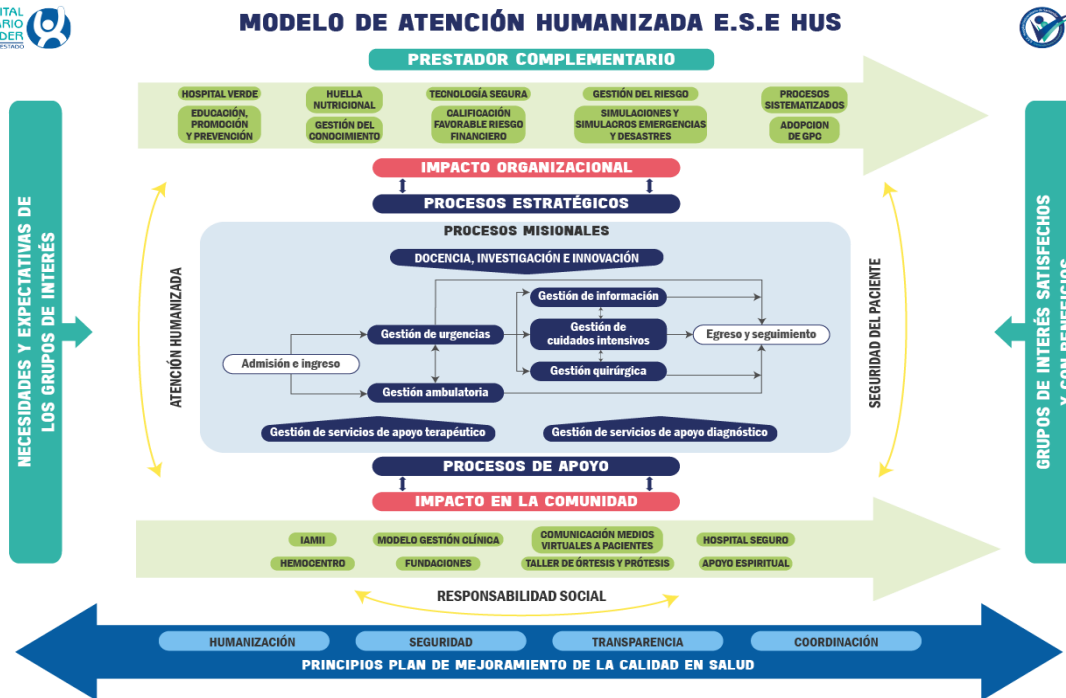 MODELO DE ATENCIÓN HUMANIZADA E.S.E HUS
PRESTADOR COMPLEMENTARIO
HOSPITAL VERDE
HUELLA
NUTRICIONAL
TECNOLOGÍA SEGURA
GESTIÓN DEL RIESGO
PROCESOS
SISTEMATIZADOS
EDUCACIÓN,
PROMOCIÓN
Y PREVENCIÓN
GESTIÓN DEL
CONOCIMIENTO
CALIFICACIÓN
FAVORABLE RIESGO
FINANCIERO
SIMULACIONES Y
SIMULACROS EMERGENCIAS
Y DESASTRES
ADOPCION
DE GPC
IMPACTO ORGANIZACIONAL
PROCESOS ESTRATÉGICOS
NECESIDADES Y EXPECTATIVAS DE
LOS GRUPOS DE INTERÉS
ATENCIÓN HUMANIZADA
PROCESOS MISIONALES
DOCENCIA, INVESTIGACIÓN E INNOVACIÓN
Gestión de información
Gestión de urgencias
Gestión de
cuidados intensivos
Egreso y seguimiento
Admisión e ingreso
Gestión quirúrgica
Gestión ambulatoria
Gestión de servicios de apoyo terapéutico
Gestión de servicios de apoyo diagnóstico
SEGURIDAD DEL PACIENTE
GRUPOS DE INTERÉS SATISFECHOS
Y CON BENEFICIOS
PROCESOS DE APOYO
IMPACTO EN LA COMUNIDAD
IAMII
MODELO GESTIÓN CLÍNICA
COMUNICACIÓN MEDIOS
VIRTUALES A PACIENTES
HOSPITAL SEGURO
HEMOCENTRO
FUNDACIONES
TALLER DE ÓRTESIS Y PRÓTESIS
APOYO ESPIRITUAL
RESPONSABILIDAD SOCIAL
HUMANIZACIÓN
SEGURIDAD
TRANSPARENCIA
COORDINACIÓN
PRINCIPIOS PLAN DE MEJORAMIENTO DE LA CALIDAD EN SALUD